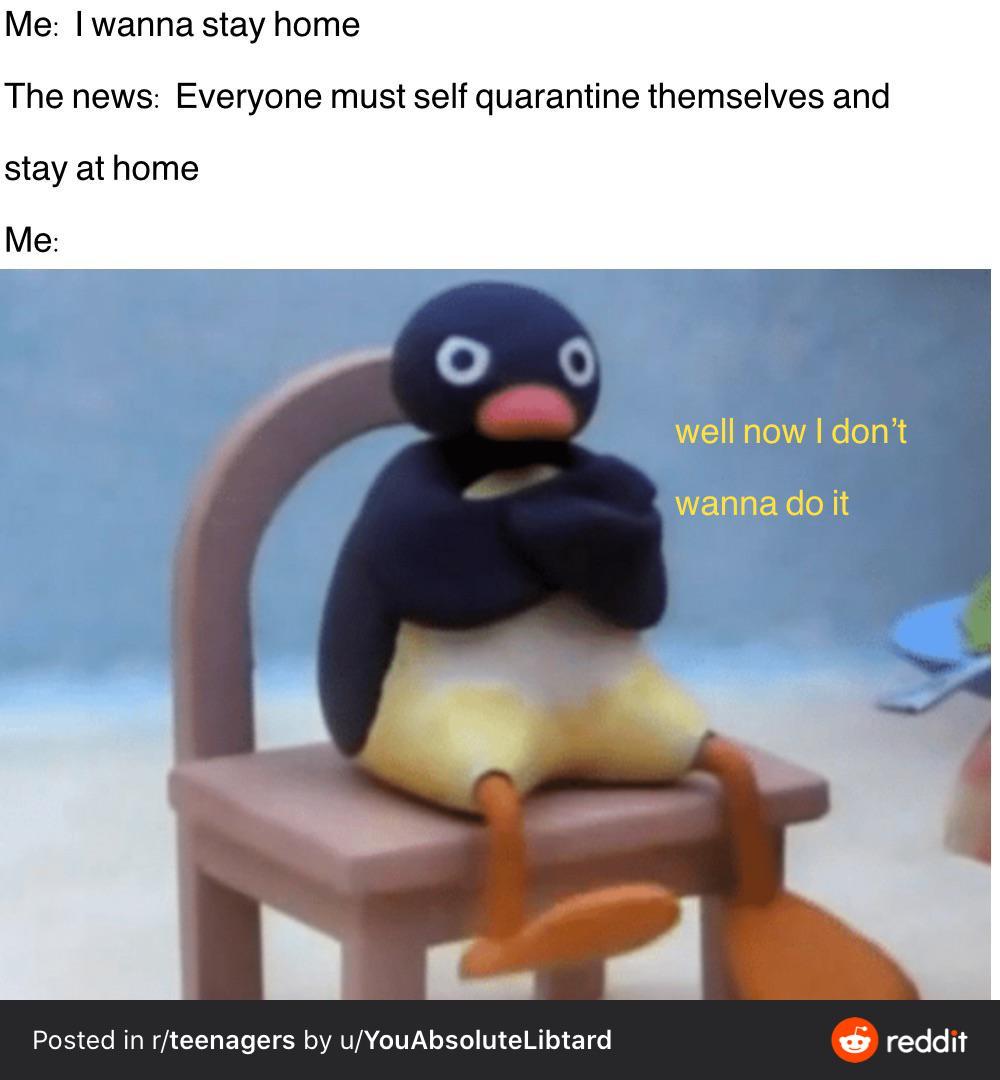 Me: I wanna stay home
The news: Everyone must self quarantine themselves and
stay at home
Me:
well now I don't
wanna do it
Posted in r/teenagers by u/YouAbsoluteLibtard
reddit